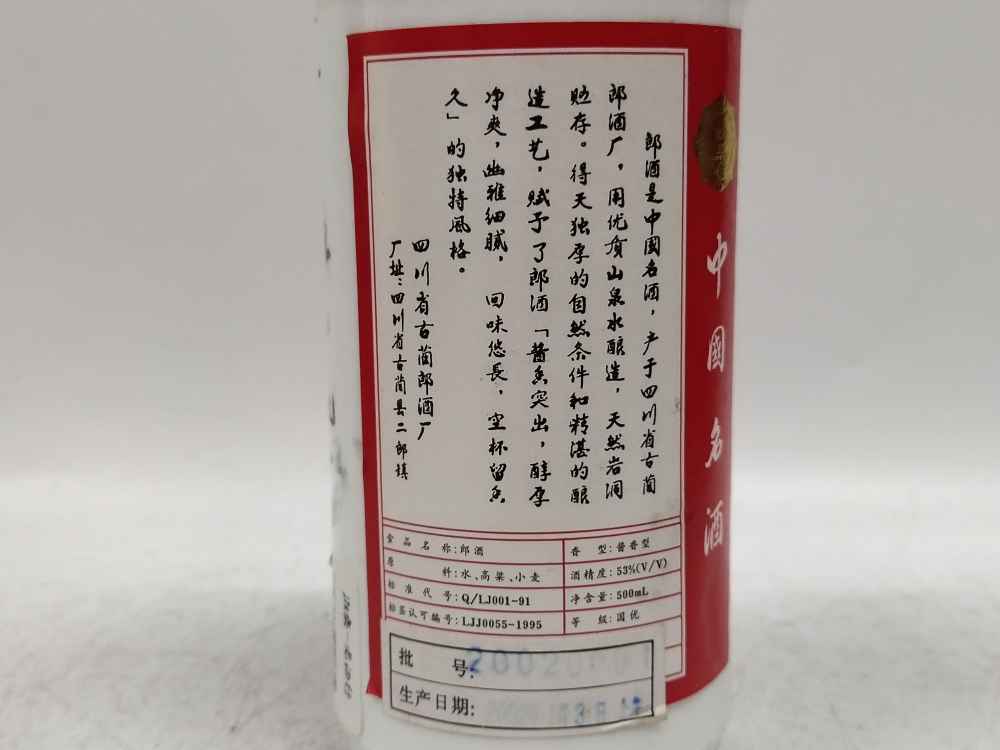 郎酒是中國名酒，产于四川省古蔺
郎酒厂，用优质山泉水酿造，天然岩洞
贮存。得天独厚的自然条件和精湛的酿
造工艺，赋予了郎酒「酱香突出，醇厚
净爽，幽雅细腻，回味悠長，空杯留香
久」的独特風格。
四川省古蔺郎酒厂
厂址：四川省古蔺县二郎镇
中國名酒
食品名称:郎酒
香型:酱香型
原料:水、高粱、小麦
酒精度:53%(V/V)
标准代号:Q/LJ001-91
净含量:500mL
标签认可编号:LJJ0055-1995
等级:国优
批号:2002
生产日期: